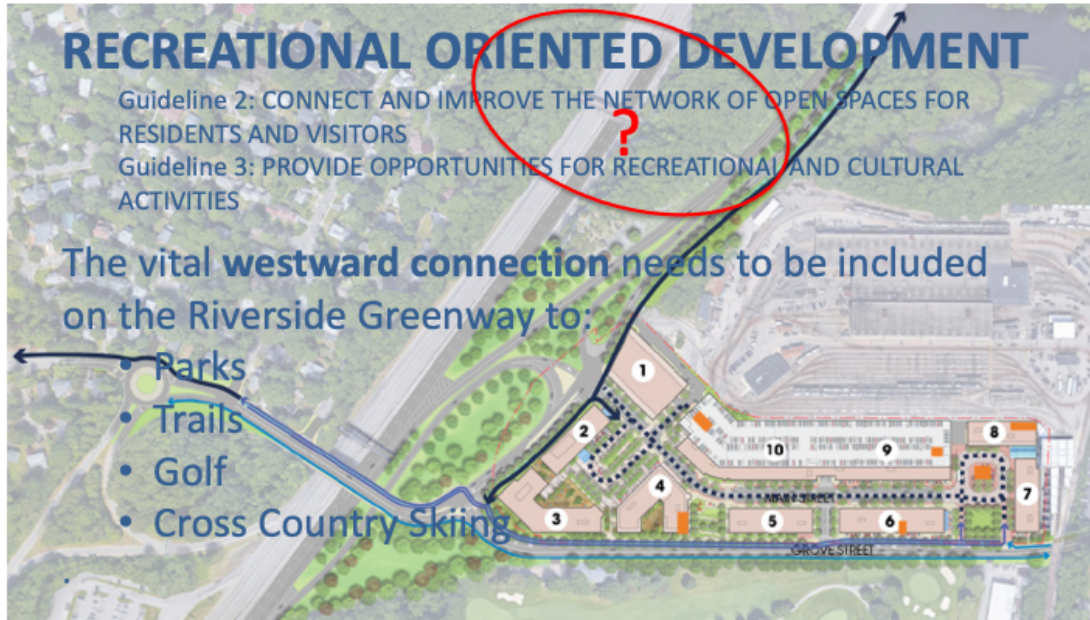 RECREATIONAL ORIENTED DEVELOPMENT
Guideline 2: CONNECT AND IMPROVE THE NETWORK OF OPEN SPACES FOR
RESIDENTS AND VISITORS
Guideline 3: PROVIDE OPPORTUNITIES FOR RECREATIONAL AND CULTURAL
ACTIVITIES
?
The vital westward connection needs to be included
on the Riverside Greenway to:
• Parks
• Trails
• Golf
• Cross Country Skiing
.
1
2
3
4
5
6
7
8
9
10
MAIN STREET
GROVE STREET